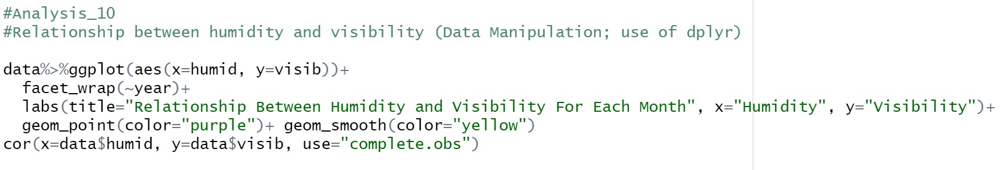 #Analysis_10
#Relationship between humidity and visibility (Data Manipulation; use of dplyr)
data%>%ggplot(aes(x=humid, y=visib))+
facet_wrap(~year)+
labs(title="Relationship Between Humidity and Visibility For Each Month", x="Humidity", y="Visibility")+
geom_point(color="purple")+ geom_smooth(color="yellow")
cor(x=data$humid, y=data$visib, use="complete.obs")